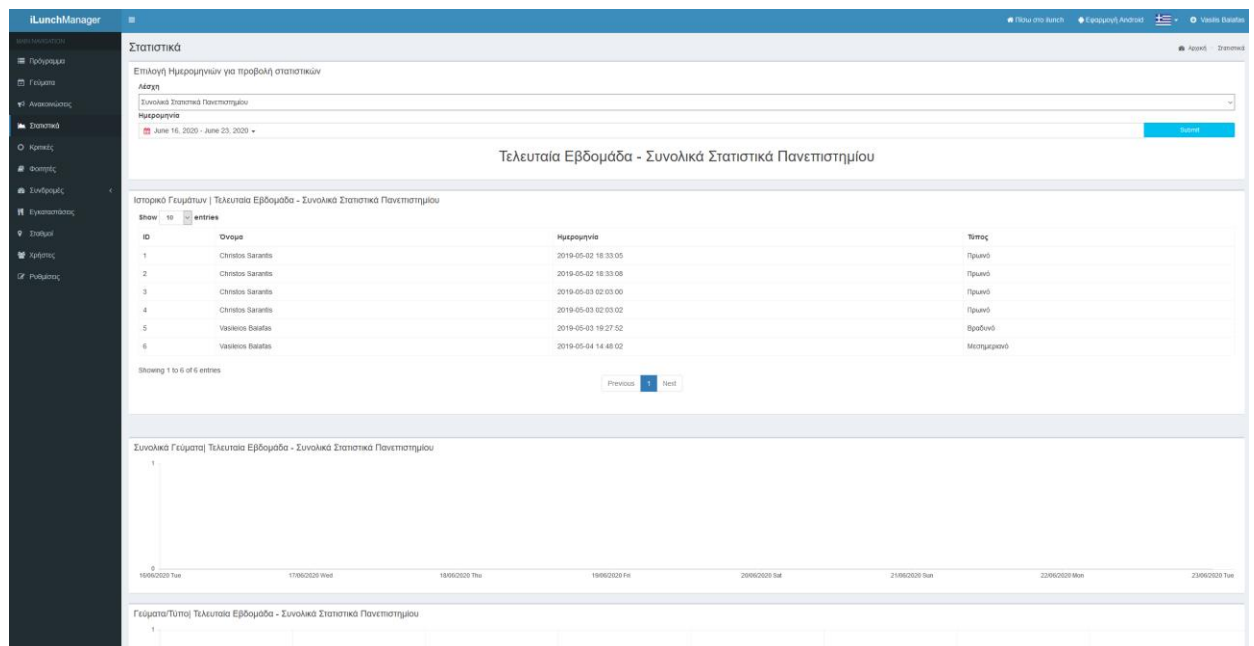 iLunchManager
Πίσω στο ilunch Εφαρμογή Android Vasilis Balafas
MAIN NAVIGATION
Πρόγραμμα
Γεύματα
Ανακοινώσεις
Στατιστικά
Κριτικές
Φοιτητές
Συνδρομές
Εγκαταστάσεις
Σταθμοί
Χρήστες
Ρυθμίσεις
Στατιστικά
Αρχική Στατιστικά
Επιλογή Ημερομηνιών για προβολή στατιστικών
Λέσχη
Συνολικά Στατιστικά Πανεπιστημίου
Ημερομηνία
June 16, 2020 - June 23, 2020
Submit
Τελευταία Εβδομάδα - Συνολικά Στατιστικά Πανεπιστημίου
Ιστορικό Γευμάτων | Τελευταία Εβδομάδα - Συνολικά Στατιστικά Πανεπιστημίου
Show 10 entries
ID Όνομα Ημερομηνία Τύπος
1 Christos Sarantis 2019-05-02 18:33:05 Πρωινό
2 Christos Sarantis 2019-05-02 18:33:08 Πρωινό
3 Christos Sarantis 2019-05-03 02:03:00 Πρωινό
4 Christos Sarantis 2019-05-03 02:03:02 Πρωινό
5 Vasileios Balafas 2019-05-03 19:27:52 Βραδυνό
6 Vasileios Balafas 2019-05-04 14:48:02 Μεσημεριανό
Showing 1 to 6 of 6 entries
Previous 1 Next
Συνολικά Γεύματα| Τελευταία Εβδομάδα - Συνολικά Στατιστικά Πανεπιστημίου
1
0
16/06/2020 Tue 17/06/2020 Wed 18/06/2020 Thu 19/06/2020 Fri 20/06/2020 Sat 21/06/2020 Sun 22/06/2020 Mon 23/06/2020 Tue
Γεύματα/Τύπο| Τελευταία Εβδομάδα - Συνολικά Στατιστικά Πανεπιστημίου
1